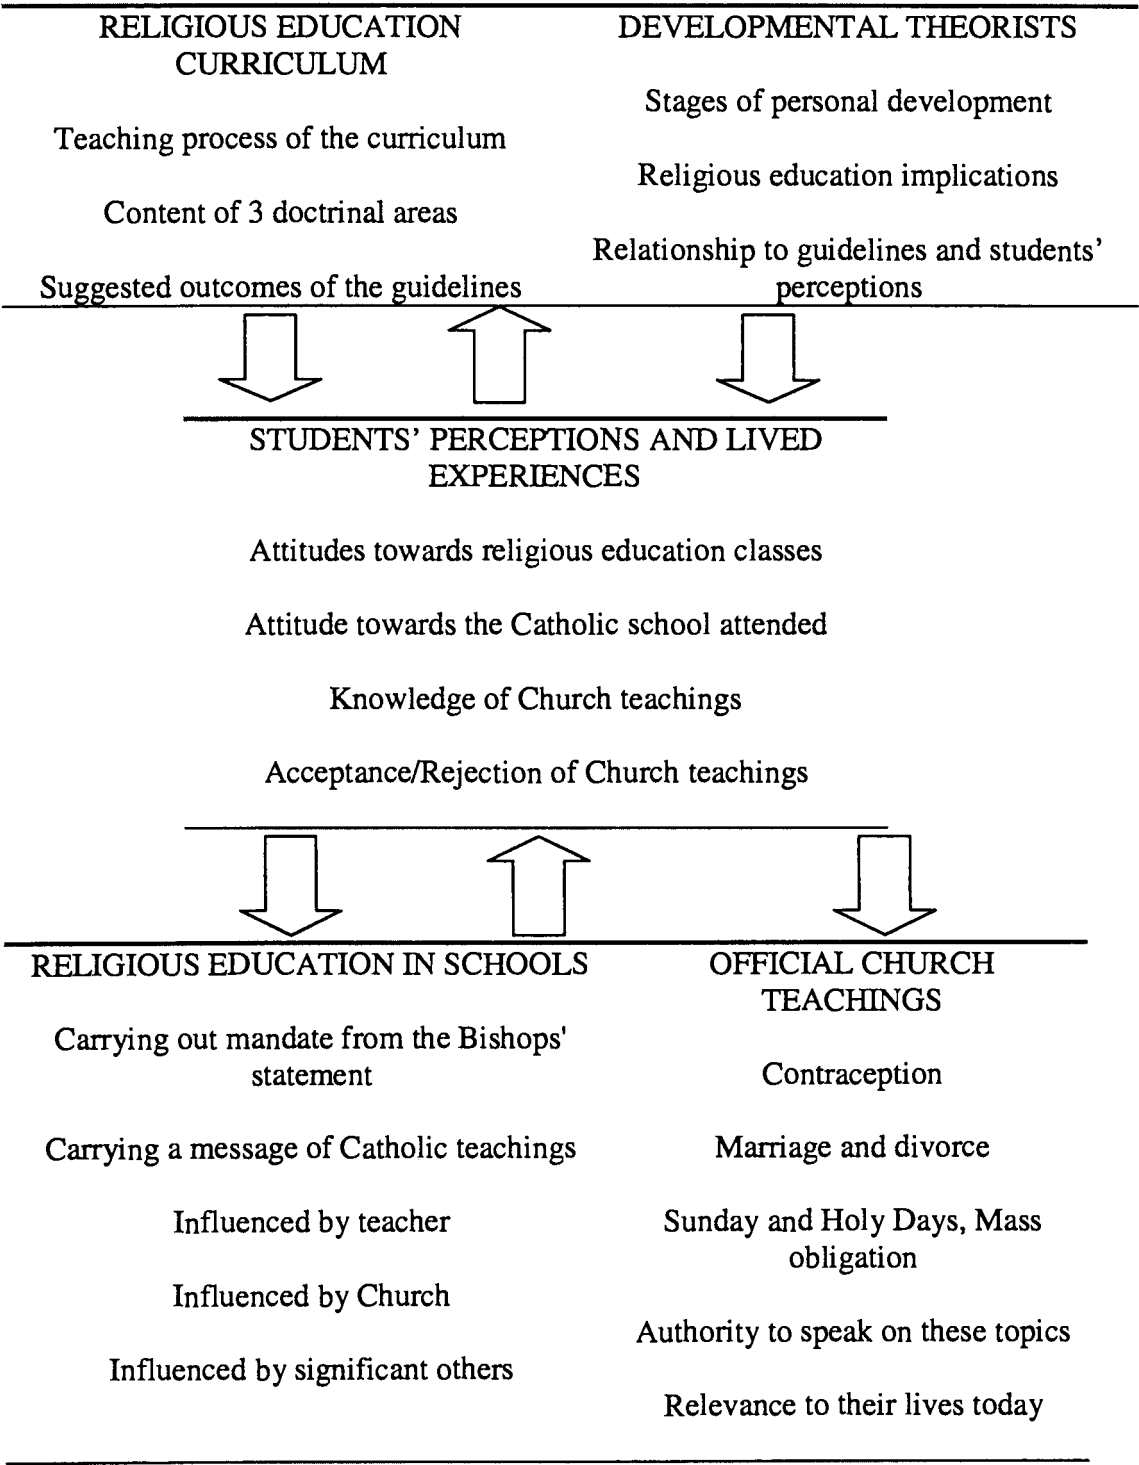 RELIGIOUS EDUCATION
CURRICULUM
Teaching process of the curriculum
Content of 3 doctrinal areas
Suggested outcomes of the guidelines
DEVELOPMENTAL THEORISTS
Stages of personal development
Religious education implications
Relationship to guidelines and students’
perceptions
STUDENTS’ PERCEPTIONS AND LIVED
EXPERIENCES
Attitudes towards religious education classes
Attitude towards the Catholic school attended
Knowledge of Church teachings
Acceptance/Rejection of Church teachings
RELIGIOUS EDUCATION IN SCHOOLS
Carrying out mandate from the Bishops'
statement
Carrying a message of Catholic teachings
Influenced by teacher
Influenced by Church
Influenced by significant others
OFFICIAL CHURCH
TEACHINGS
Contraception
Marriage and divorce
Sunday and Holy Days, Mass
obligation
Authority to speak on these topics
Relevance to their lives today